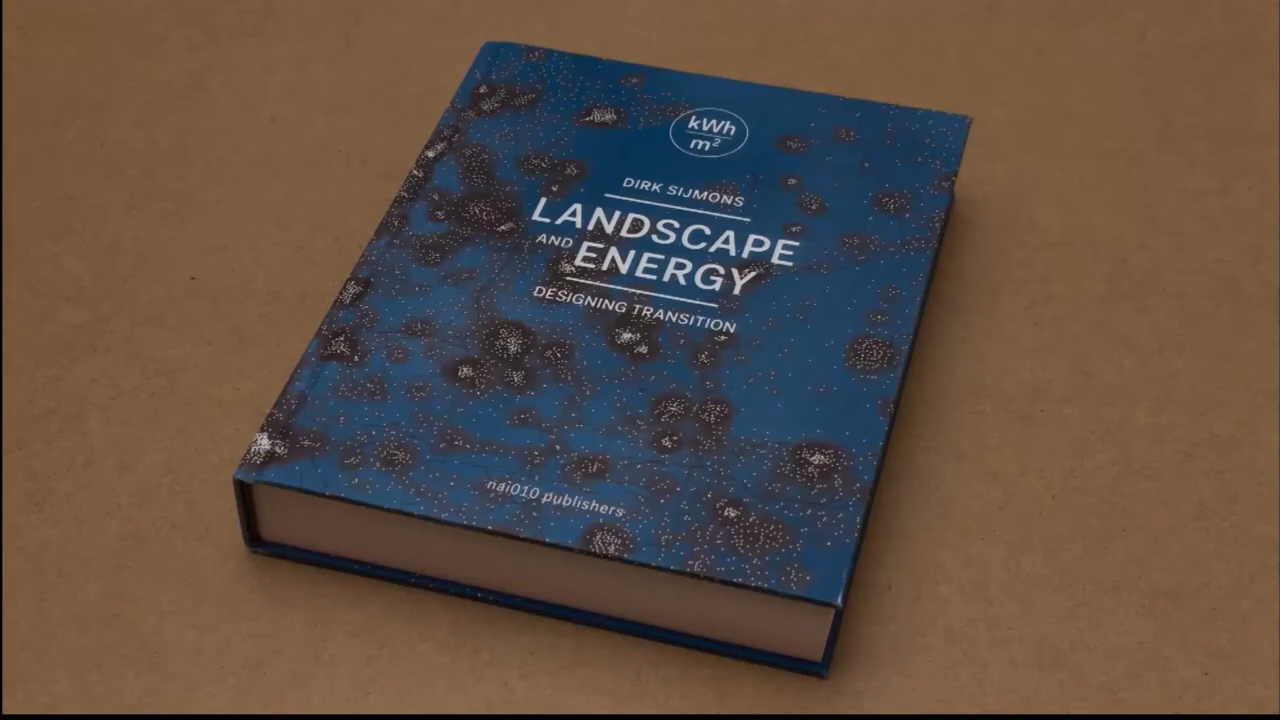 kWh
m²
DIRK SIJMONS
LANDSCAPE
AND ENERGY
DESIGNING TRANSITION
nai010 publishers